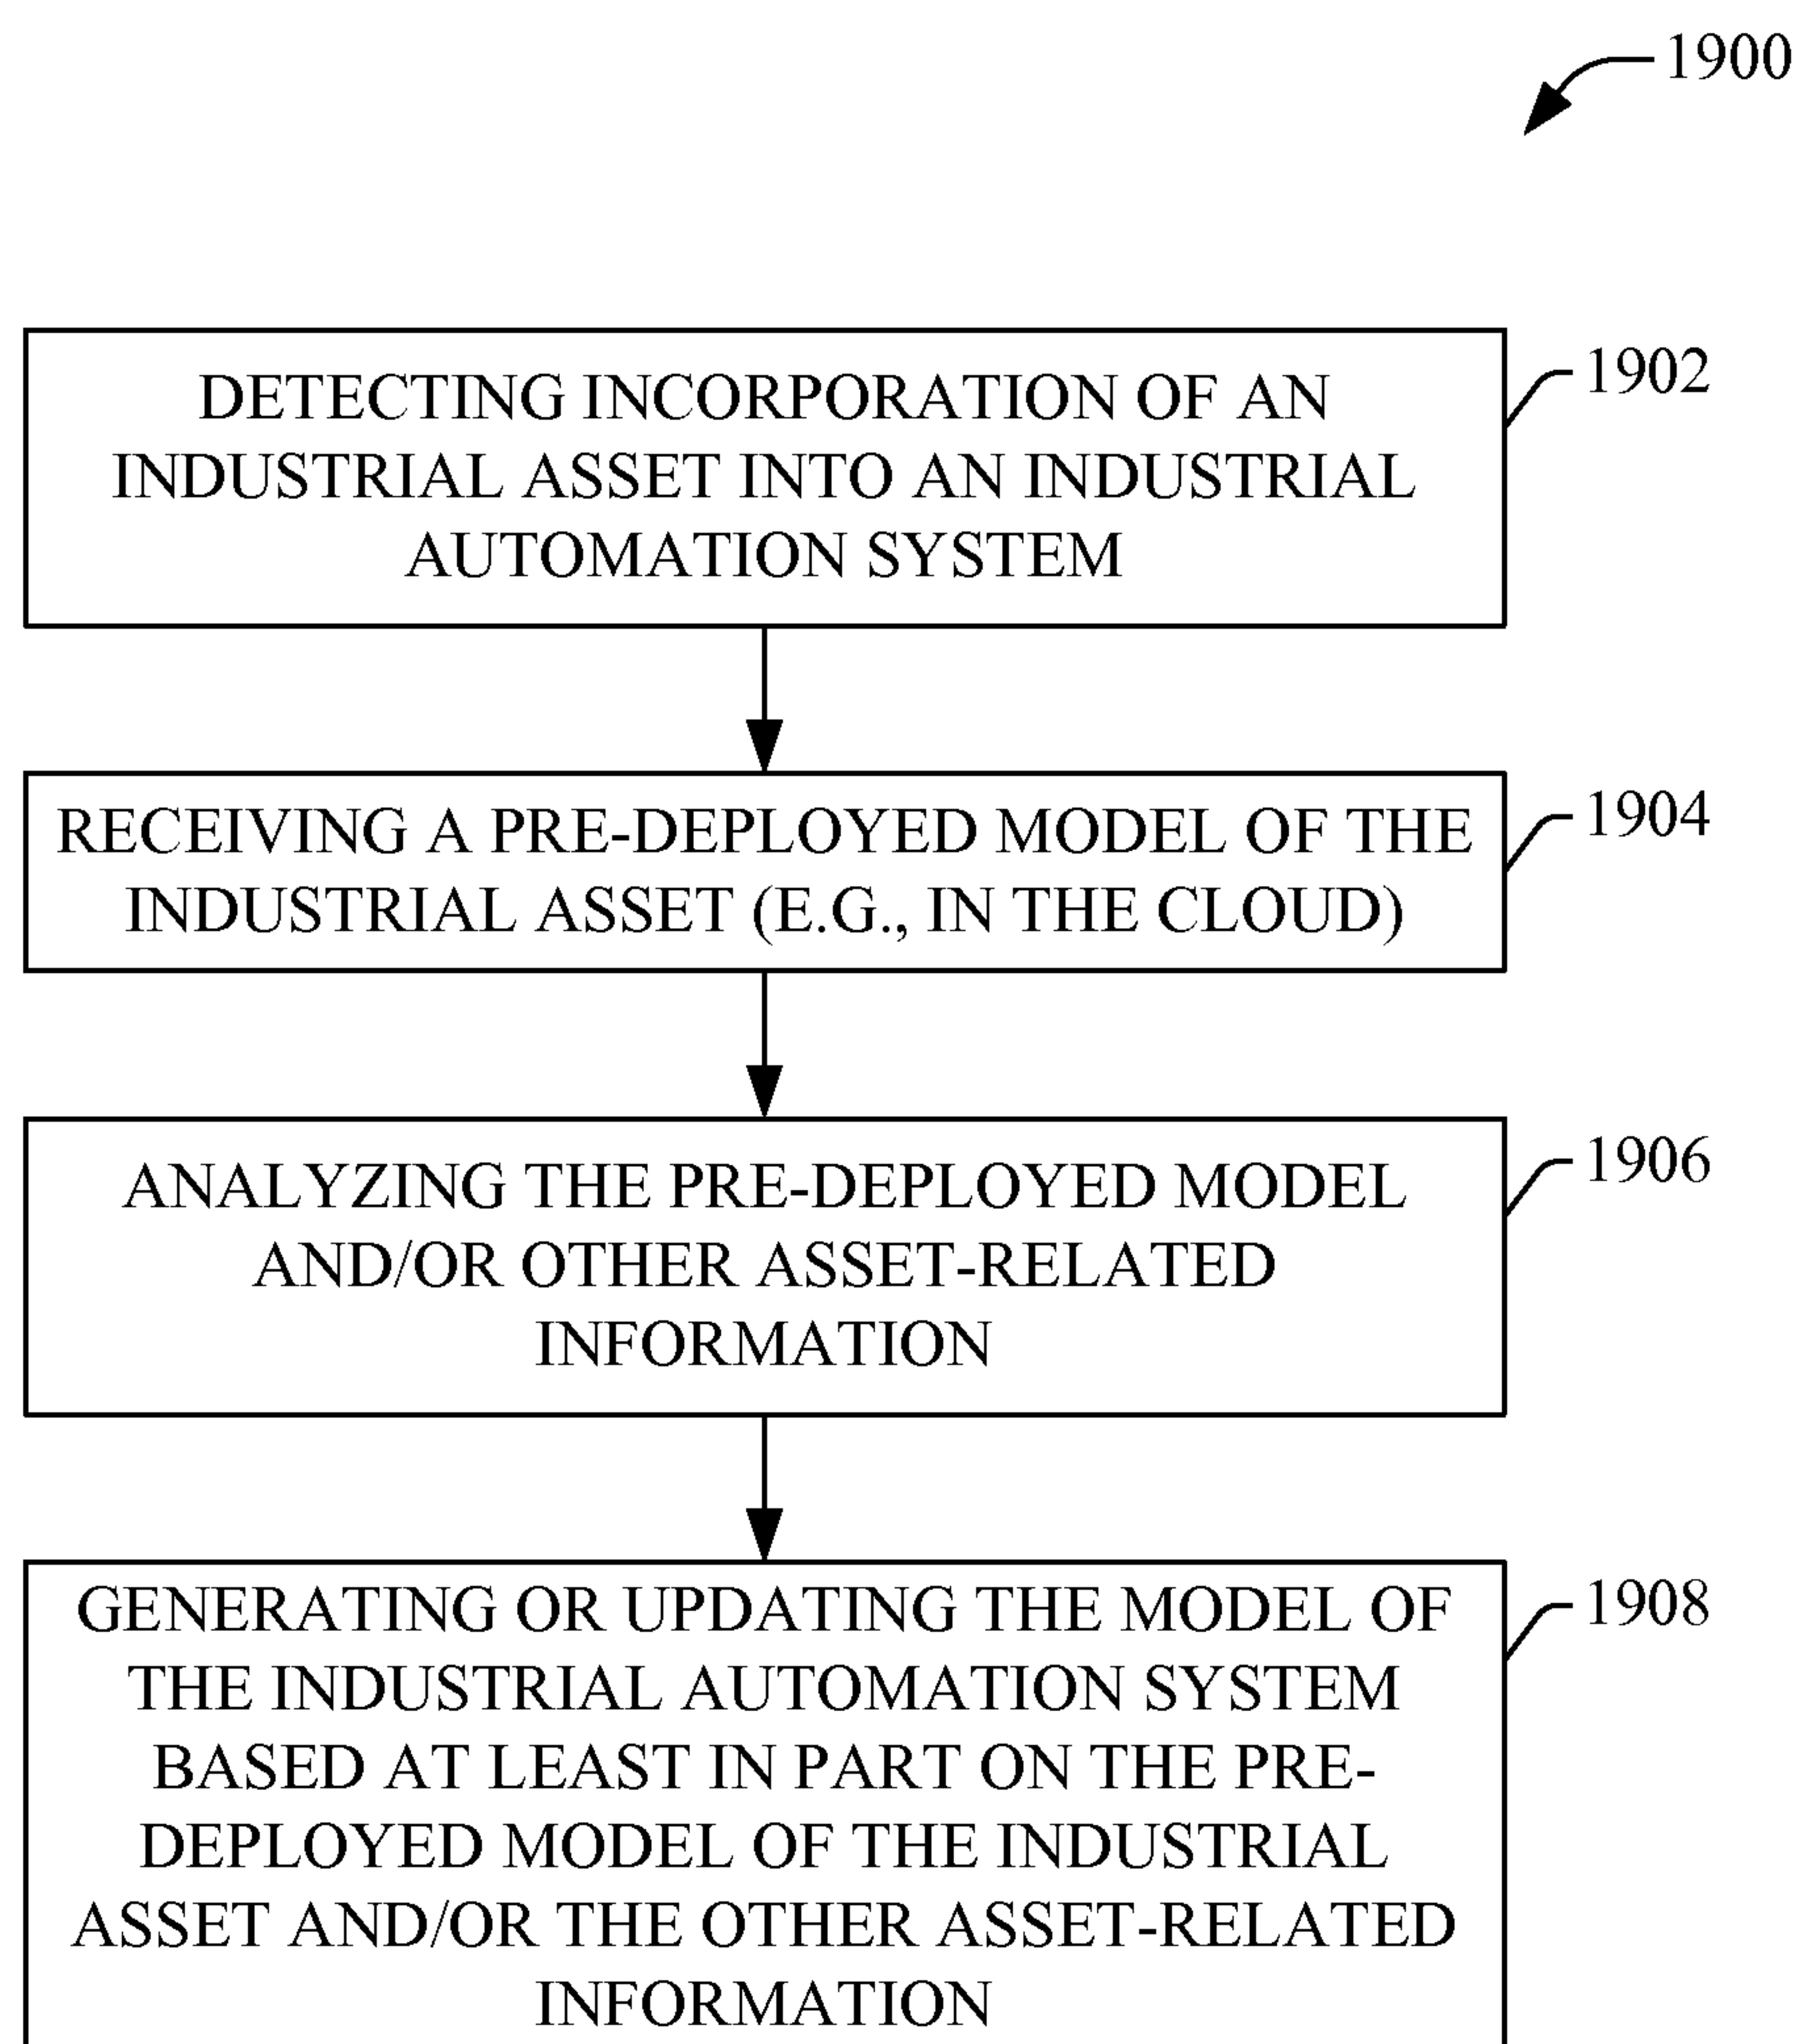 1900
DETECTING INCORPORATION OF AN
INDUSTRIAL ASSET INTO AN INDUSTRIAL
AUTOMATION SYSTEM
1902
RECEIVING A PRE-DEPLOYED MODEL OF THE
INDUSTRIAL ASSET (E.G., IN THE CLOUD)
1904
ANALYZING THE PRE-DEPLOYED MODEL
AND/OR OTHER ASSET-RELATED
INFORMATION
1906
GENERATING OR UPDATING THE MODEL OF
THE INDUSTRIAL AUTOMATION SYSTEM
BASED AT LEAST IN PART ON THE PRE-
DEPLOYED MODEL OF THE INDUSTRIAL
ASSET AND/OR THE OTHER ASSET-RELATED
INFORMATION
1908